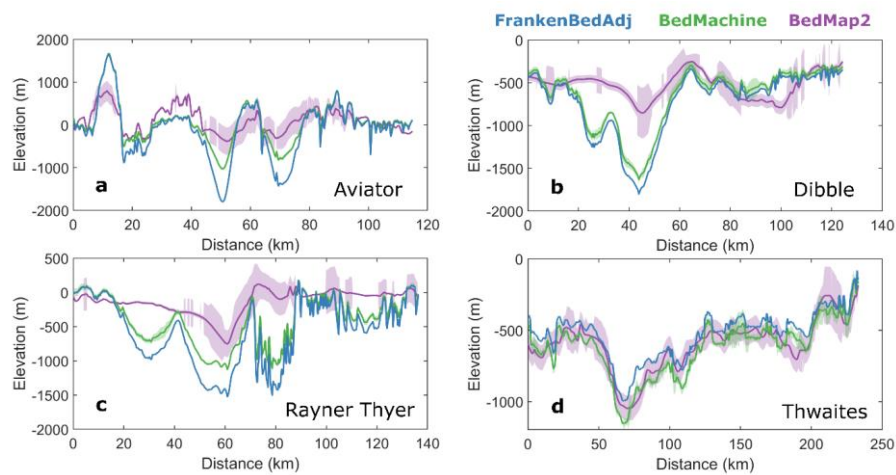 FrankenBedAdj BedMachine BedMap2
2000
1000
0
-1000
-2000
Elevation (m)
0 20 40 60 80 100 120
Distance (km)
a
Aviator
0
-500
-1000
-1500
-2000
Elevation (m)
0 20 40 60 80 100 120 140
Distance (km)
b
Dibble
500
0
-500
-1000
-1500
-2000
Elevation (m)
0 20 40 60 80 100 120 140
Distance (km)
c
Rayner Thyer
0
-500
-1000
Elevation (m)
0 50 100 150 200 250
Distance (km)
d
Thwaites